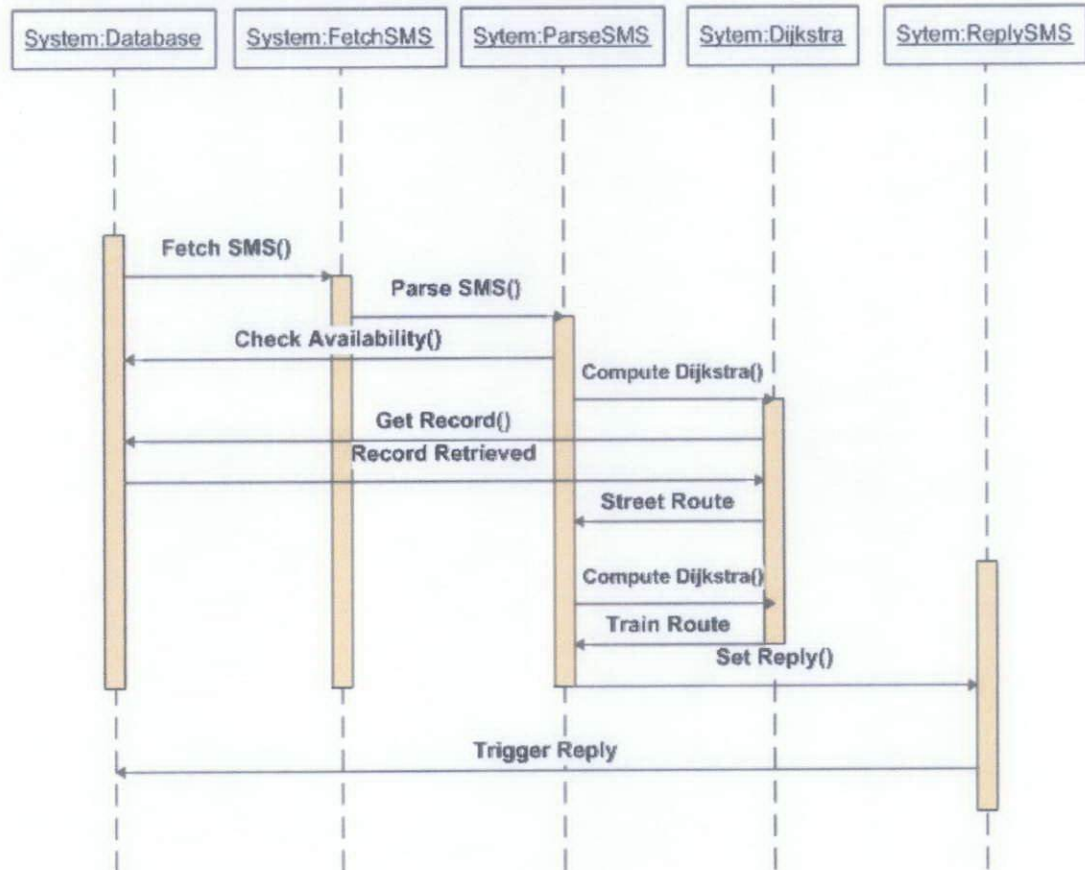 System:Database
System:FetchSMS
Sytem:ParseSMS
Sytem:Dijkstra
Sytem:ReplySMS
Fetch SMS()
Parse SMS()
Check Availability()
Compute Dijkstra()
Get Record()
Record Retrieved
Street Route
Compute Dijkstra()
Train Route
Set Reply()
Trigger Reply